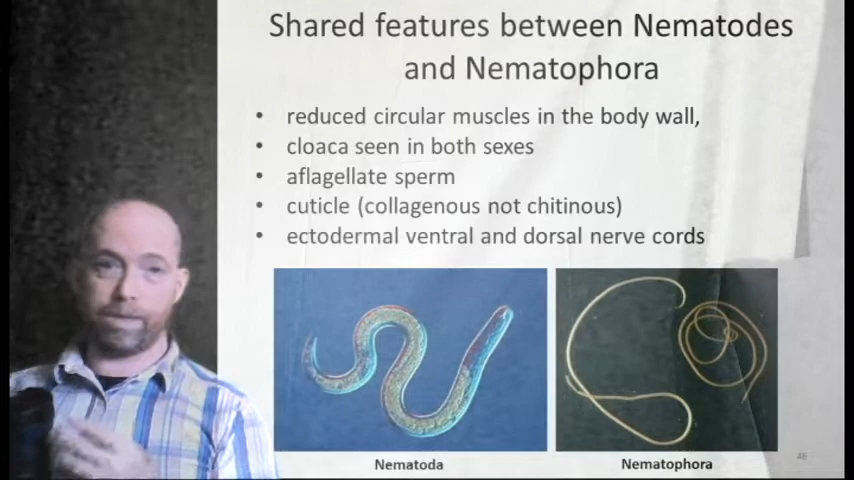 Shared features between Nematodes
and Nematophora
• reduced circular muscles in the body wall,
• cloaca seen in both sexes
• aflagellate sperm
• cuticle (collagenous not chitinous)
• ectodermal ventral and dorsal nerve cords
Nematoda
Nematophora
46